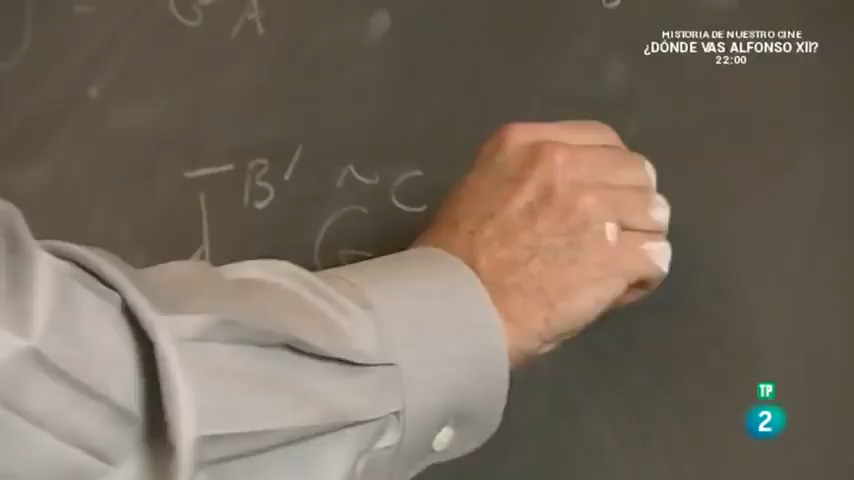 G A
HISTORIA DE NUESTRO CINE
¿DÓNDE VAS ALFONSO XII?
22:00
B' ~ C
G
TP
2